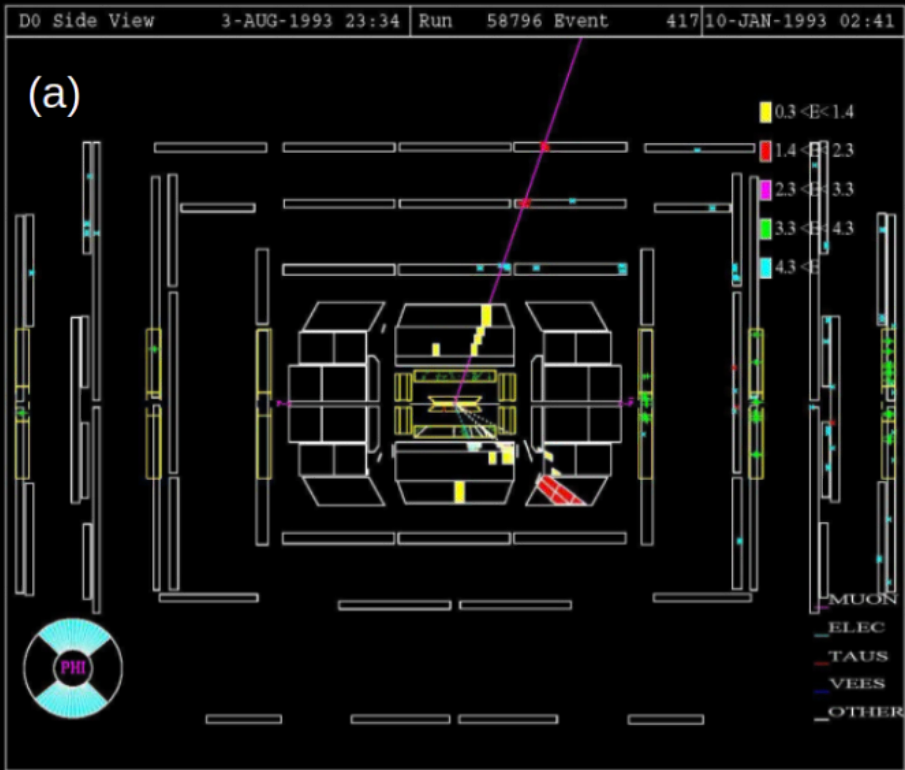 D0 Side View 3-AUG-1993 23:34 Run 58796 Event 417 10-JAN-1993 02:41
(a)
0.3 <E< 1.4
1.4 <E< 2.3
2.3 <E< 3.3
3.3 <E< 4.3
4.3 <E
MUON
ELEC
TAUS
VEES
OTHER
PHI